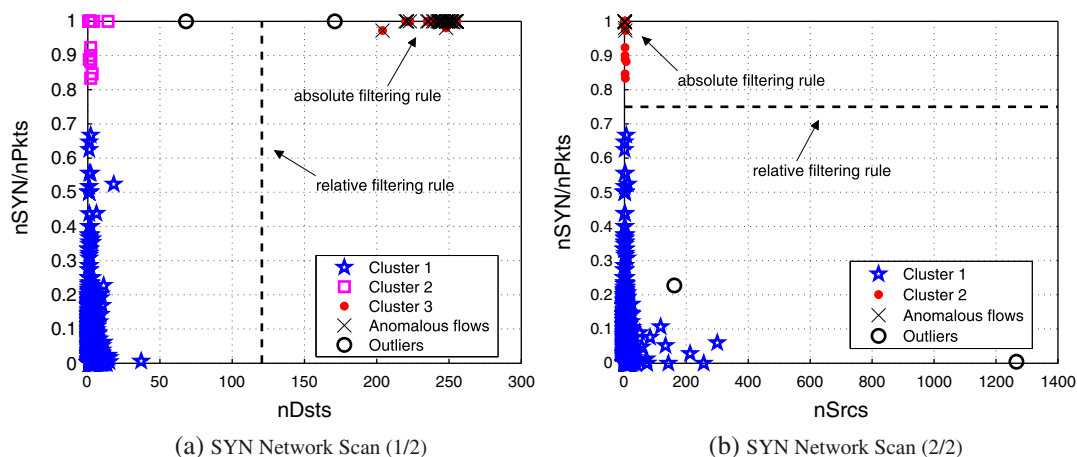 1
0.9
0.8
0.7
0.6
0.5
0.4
0.3
0.2
0.1
0
nSYN/nPkts
absolute filtering rule
relative filtering rule
Cluster 1
Cluster 2
Cluster 3
Anomalous flows
Outliers
0 50 100 150 200 250 300
nDsts
(a) SYN Network Scan (1/2)
1
0.9
0.8
0.7
0.6
0.5
0.4
0.3
0.2
0.1
0
nSYN/nPkts
absolute filtering rule
relative filtering rule
Cluster 1
Cluster 2
Anomalous flows
Outliers
0 200 400 600 800 1000 1200 1400
nSrcs
(b) SYN Network Scan (2/2)